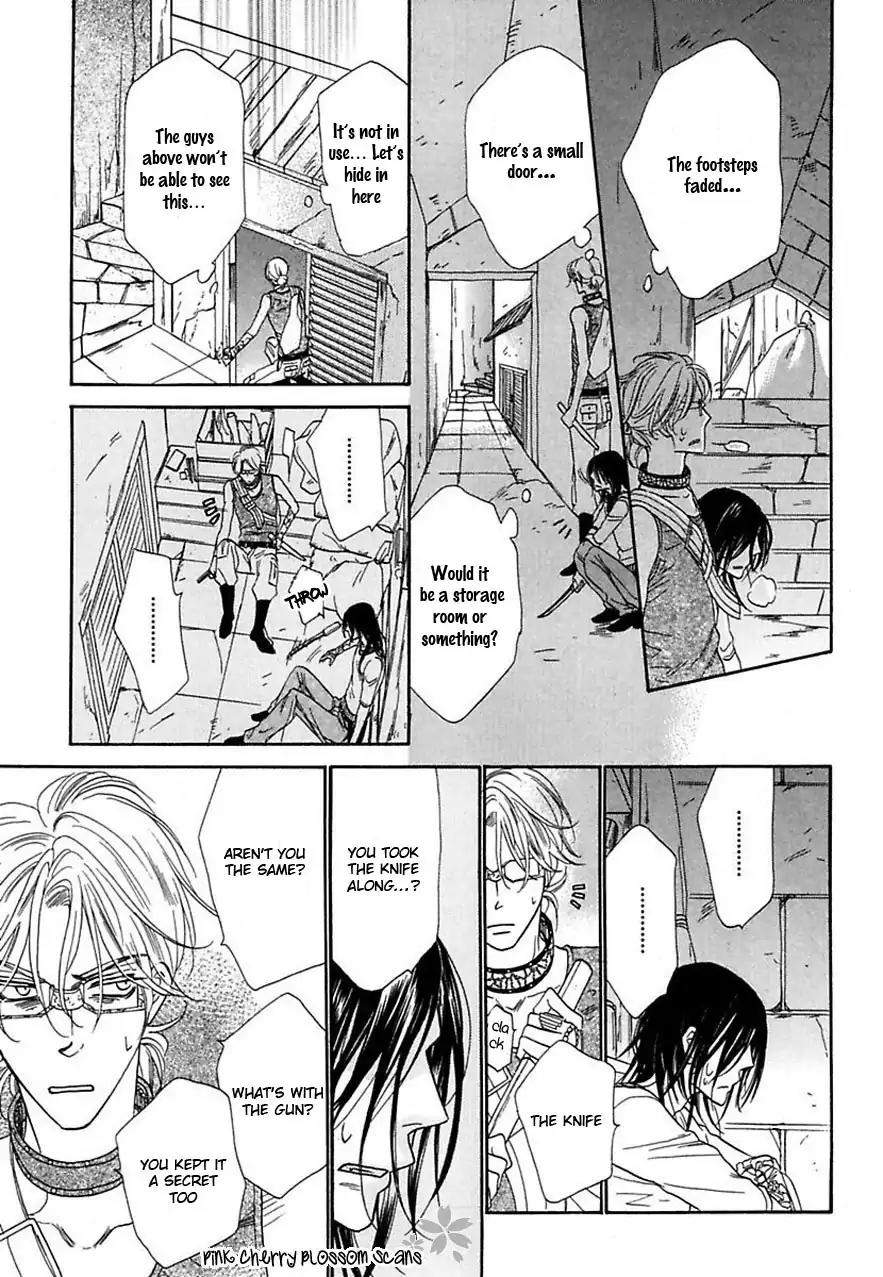 The footsteps
faded...
There's a small
door...
Would it
be a storage
room or
something?
It's not in
use... Let's
hide in
here
The guys
above won't
be able to see
this...
THROW
THE KNIFE
clack
YOU TOOK
THE KNIFE
ALONG...?
AREN'T YOU
THE SAME?
WHAT'S WITH
THE GUN?
YOU KEPT IT
A SECRET
TOO
PINK CHERRY BLOSSOM SCANS